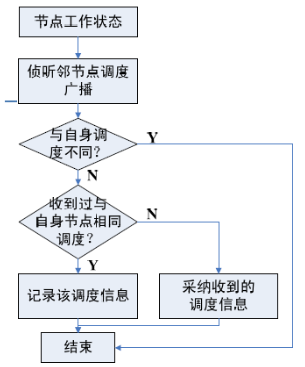 节点工作状态
侦听邻节点调度
广播
与自身调
度不同?
Y
N
收到过与
自身节点相同
调度?
N
Y
记录该调度信息
采纳收到的
调度信息
结束